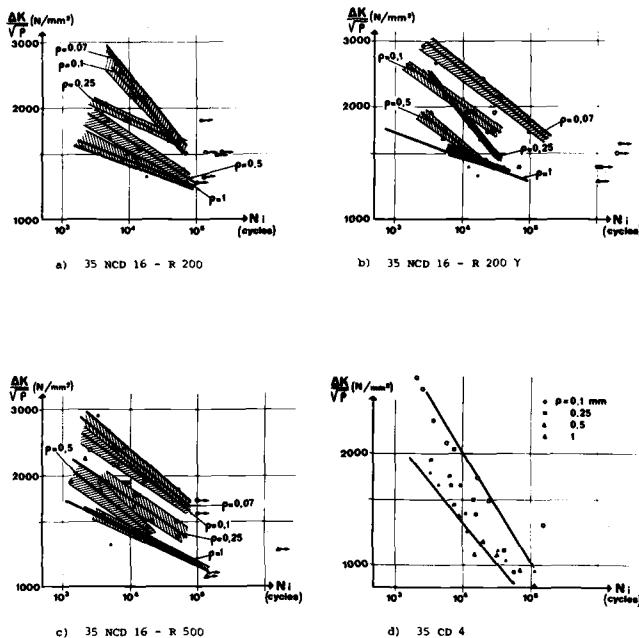 ΔK/√ρ (N/mm²)
3000
ρ=0.07
ρ=0.1
ρ=0.25
2000
ρ=0.5
ρ=1
1000
10³ 10⁴ 10⁵ Ni
(cycles)
a) 35 NCD 16 - R 200
ΔK/√ρ (N/mm²)
3000
ρ=0,1
2000
ρ=0.5
ρ=0,07
ρ=0,25
ρ=1
1000
10³ 10⁴ 10⁵ Ni
(cycles)
b) 35 NCD 16 - R 200 Y
ΔK/√ρ (N/mm²)
3000
ρ=0,5
2000
ρ=0.07
ρ=0.1
ρ=0.25
ρ=1
1000
10³ 10⁴ 10⁵ Ni
(cycles)
c) 35 NCD 16 - R 500
ΔK/√ρ (N/mm²)
ρ=0,1 mm
0,25
0,5
1
2000
1000
10³ 10⁴ 10⁵ Ni
(cycles)
d) 35 CD 4